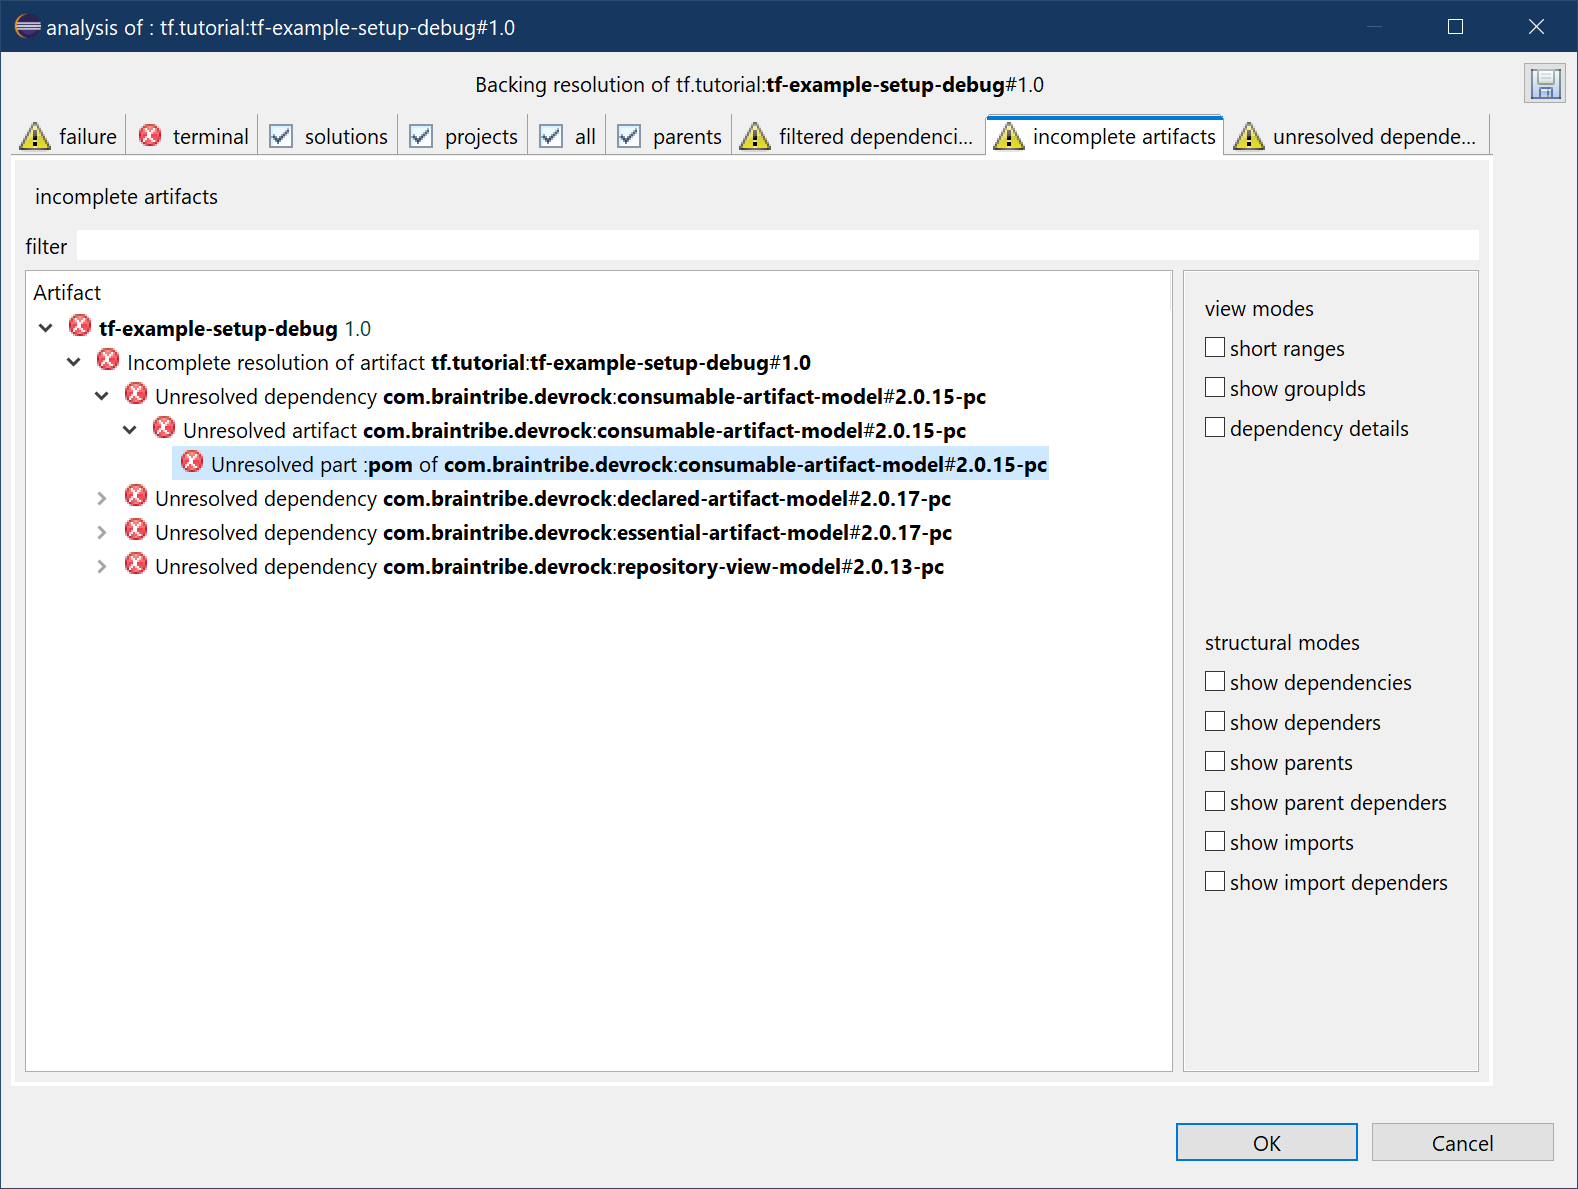 analysis of : tf.tutorial:tf-example-setup-debug#1.0
Backing resolution of tf.tutorial:tf-example-setup-debug#1.0
failure terminal solutions projects all parents filtered dependenci... incomplete artifacts unresolved depende...
incomplete artifacts
filter
Artifact
tf-example-setup-debug 1.0
Incomplete resolution of artifact tf.tutorial:tf-example-setup-debug#1.0
Unresolved dependency com.braintribe.devrock:consumable-artifact-model#2.0.15-pc
Unresolved artifact com.braintribe.devrock:consumable-artifact-model#2.0.15-pc
Unresolved part :pom of com.braintribe.devrock:consumable-artifact-model#2.0.15-pc
Unresolved dependency com.braintribe.devrock:declared-artifact-model#2.0.17-pc
Unresolved dependency com.braintribe.devrock:essential-artifact-model#2.0.17-pc
Unresolved dependency com.braintribe.devrock:repository-view-model#2.0.13-pc
view modes
short ranges
show groupIds
dependency details
structural modes
show dependencies
show dependers
show parents
show parent dependers
show imports
show import dependers
OK Cancel